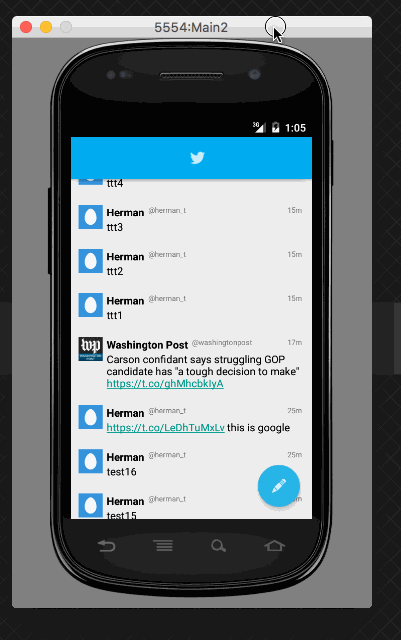 5554:Main2
3G 1:05
ttt4
Herman @herman_t 15m
ttt3
Herman @herman_t 15m
ttt2
Herman @herman_t 15m
ttt1
wp Washington Post @washingtonpost 17m
Carson confidant says struggling GOP
candidate has "a tough decision to make"
https://t.co/ghMhcbkIyA
Herman @herman_t 25m
https://t.co/LeDhTuMxLv this is google
Herman @herman_t 25m
test16
Herman @herman_t
test15